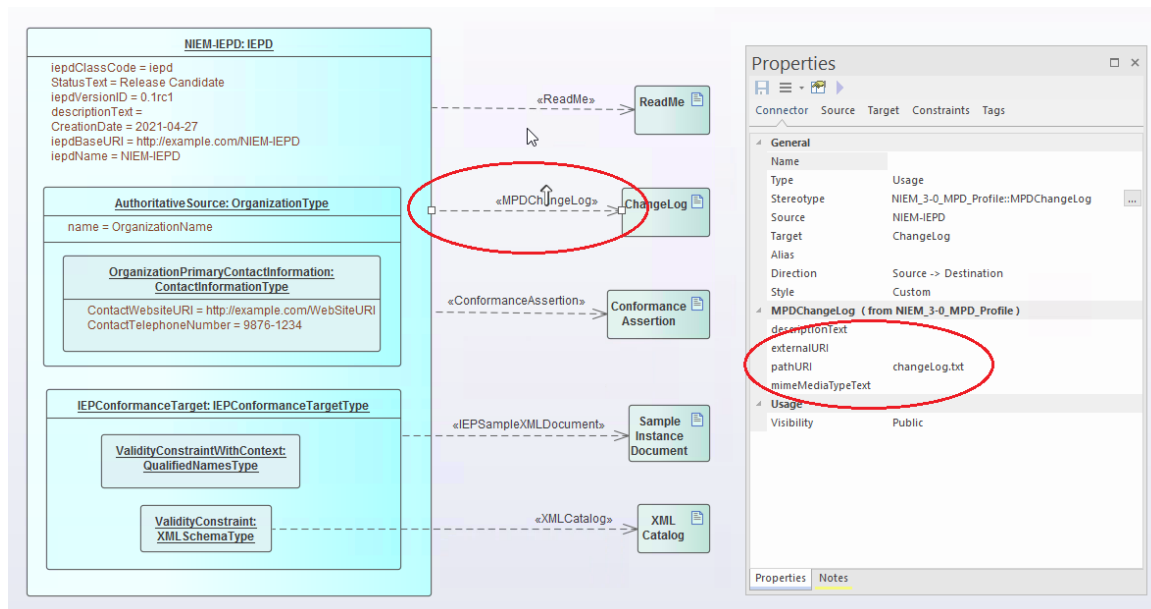 NIEM-IEPD: IEPD
iepdClassCode = iepd
StatusText = Release Candidate
iepdVersionID = 0.1rc1
descriptionText =
CreationDate = 2021-04-27
iepdBaseURI = http://example.com/NIEM-IEPD
iepdName = NIEM-IEPD
AuthoritativeSource: OrganizationType
name = OrganizationName
OrganizationPrimaryContactInformation:
ContactInformationType
ContactWebsiteURI = http://example.com/WebSiteURI
ContactTelephoneNumber = 9876-1234
IEPConformanceTarget: IEPConformanceTargetType
ValidityConstraintWithContext:
QualifiedNamesType
ValidityConstraint:
XMLSchemaType
«ReadMe»
ReadMe
«MPDChangeLog»
ChangeLog
«ConformanceAssertion»
Conformance
Assertion
«IEPSampleXMLDocument»
Sample
Instance
Document
«XMLCatalog»
XML
Catalog
Properties
Connector Source Target Constraints Tags
General
Name
Type Usage
Stereotype NIEM_3-0_MPD_Profile::MPDChangeLog ...
Source NIEM-IEPD
Target ChangeLog
Alias
Direction Source -> Destination
Style Custom
MPDChangeLog ( from NIEM_3-0_MPD_Profile )
descriptionText
externalURI
pathURI changeLog.txt
mimeMediaTypeText
Usage
Visibility Public
Properties Notes